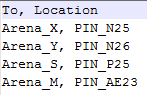 To, Location
Arena_X, PIN_N25
Arena_Y, PIN_N26
Arena_S, PIN_P25
Arena_M, PIN_AE23